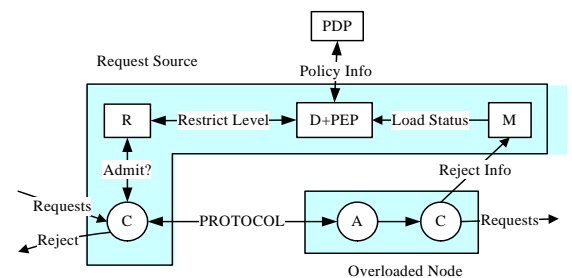 PDP
Request Source
Policy Info
R
Restrict Level
D+PEP
Load Status
M
Admit?
Reject Info
Requests
C
PROTOCOL
A
C
Requests
Reject
Overloaded Node